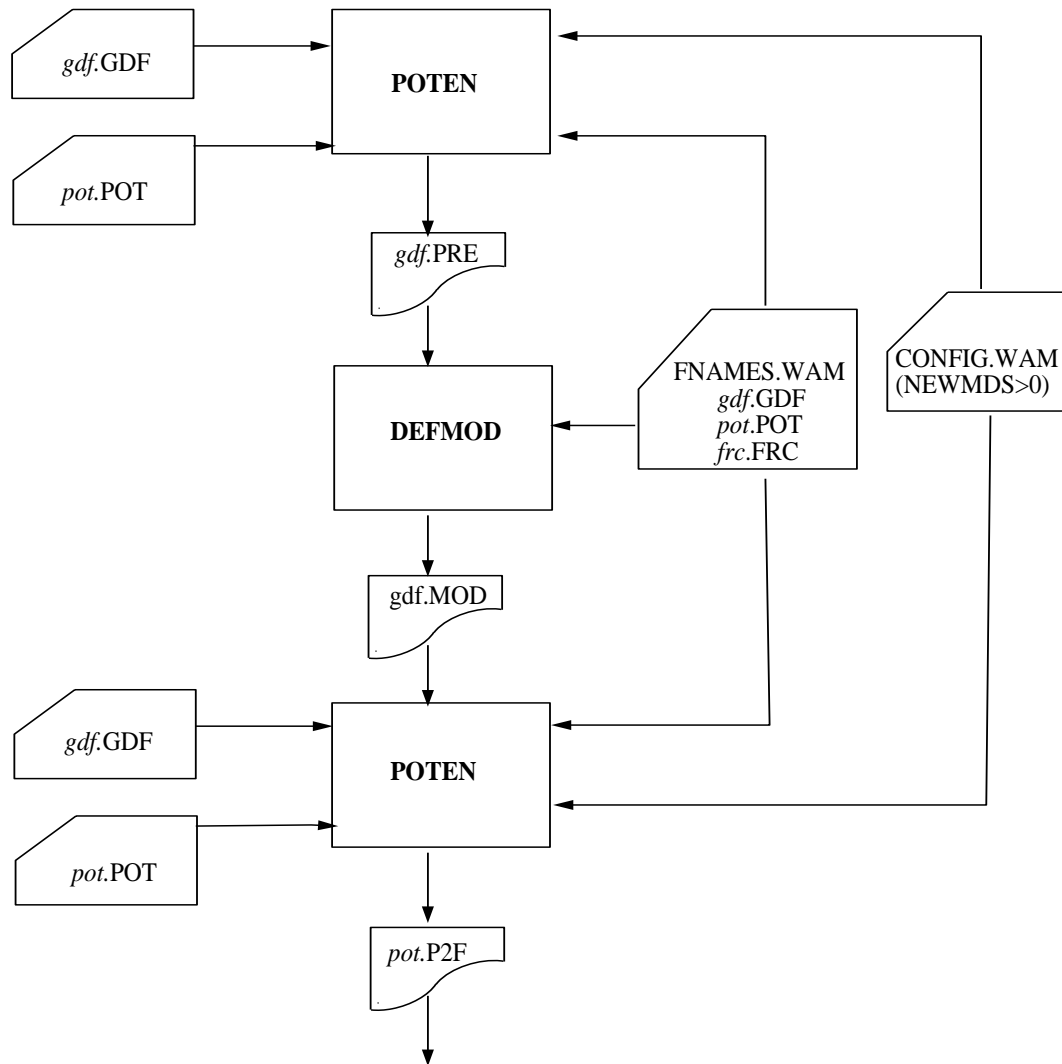 gdf.GDF
POTEN
pot.POT
gdf.PRE
FNAMES.WAM
gdf.GDF
pot.POT
frc.FRC
CONFIG.WAM
(NEWMDS>0)
DEFMOD
gdf.MOD
gdf.GDF
POTEN
pot.POT
pot.P2F